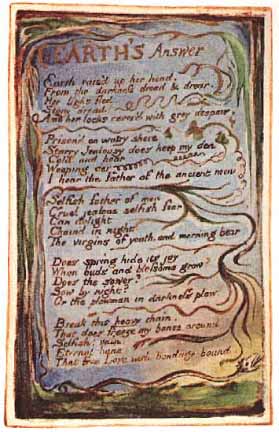 EARTH'S Answer
Earth rais'd up her head,
From the darkness dread & drear.
Her light fled:
Stony dread!
And her locks cover'd with grey despair.
Prison'd on watry shore
Starry Jealousy does keep my den
Cold and hoar
Weeping o'er
I hear the father of the ancient men
Selfish father of men
Cruel jealous selfish fear
Can delight
Chain'd in night
The virgins of youth and morning bear
Does spring hide its joy
When buds and blossoms grow?
Does the sower
Sow by night?
Or the plowman in darkness plow?
Break this heavy chain,
That does freeze my bones around
Selfish! vain!
Eternal bane!
That free Love with bondage bound.